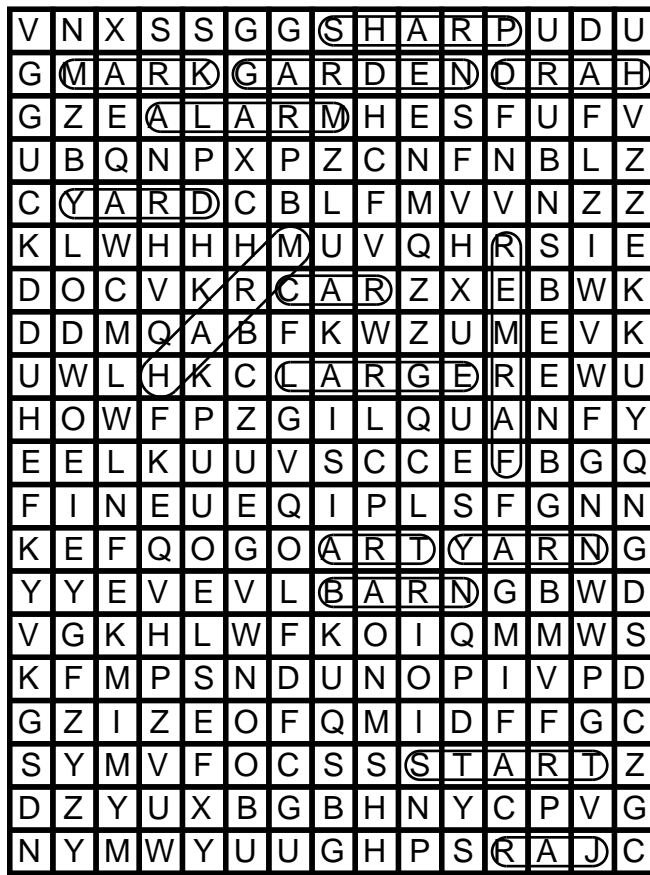 V N X S S G G S H A R P U D U
G M A R K G A R D E N D R A H
G Z E A L A R M H E S F U F V
U B Q N P X P Z C N F N B L Z
C Y A R D C B L F M V V N Z Z
K L W H H H M U V Q H R S I E
D O C V K R C A R Z X E B W K
D D M Q A B F K W Z U M E V K
U W L H K C L A R G E R E W U
H O W F P Z G I L Q U A N F Y
E E L K U U V S C C E F B G Q
F I N E U E Q I P L S F G N N
K E F Q O G O A R T Y A R N G
Y Y E V E V L B A R N G B W D
V G K H L W F K O I Q M M W S
K F M P S N D U N O P I V P D
G Z I Z E O F Q M I D F F G C
S Y M V F O C S S S T A R T Z
D Z Y U X B G B H N Y C P V G
N Y M W Y U U G H P S R A J C